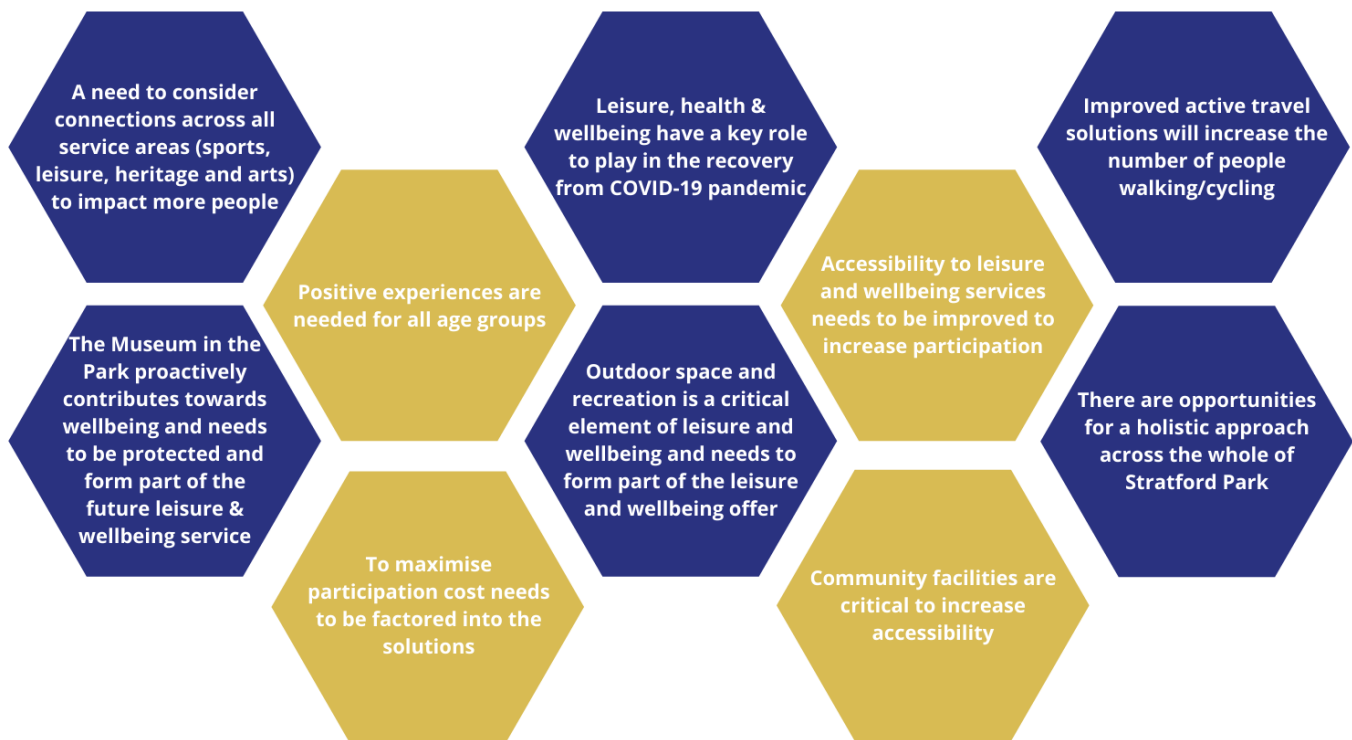 A need to consider
connections across all
service areas (sports,
leisure, heritage and arts)
to impact more people
Leisure, health &
wellbeing have a key role
to play in the recovery
from COVID-19 pandemic
Improved active travel
solutions will increase the
number of people
walking/cycling
Positive experiences are
needed for all age groups
Accessibility to leisure
and wellbeing services
needs to be improved to
increase participation
The Museum in the
Park proactively
contributes towards
wellbeing and needs
to be protected and
form part of the
future leisure &
wellbeing service
Outdoor space and
recreation is a critical
element of leisure and
wellbeing and needs to
form part of the leisure
and wellbeing offer
There are opportunities
for a holistic approach
across the whole of
Stratford Park
To maximise
participation cost needs
to be factored into the
solutions
Community facilities are
critical to increase
accessibility